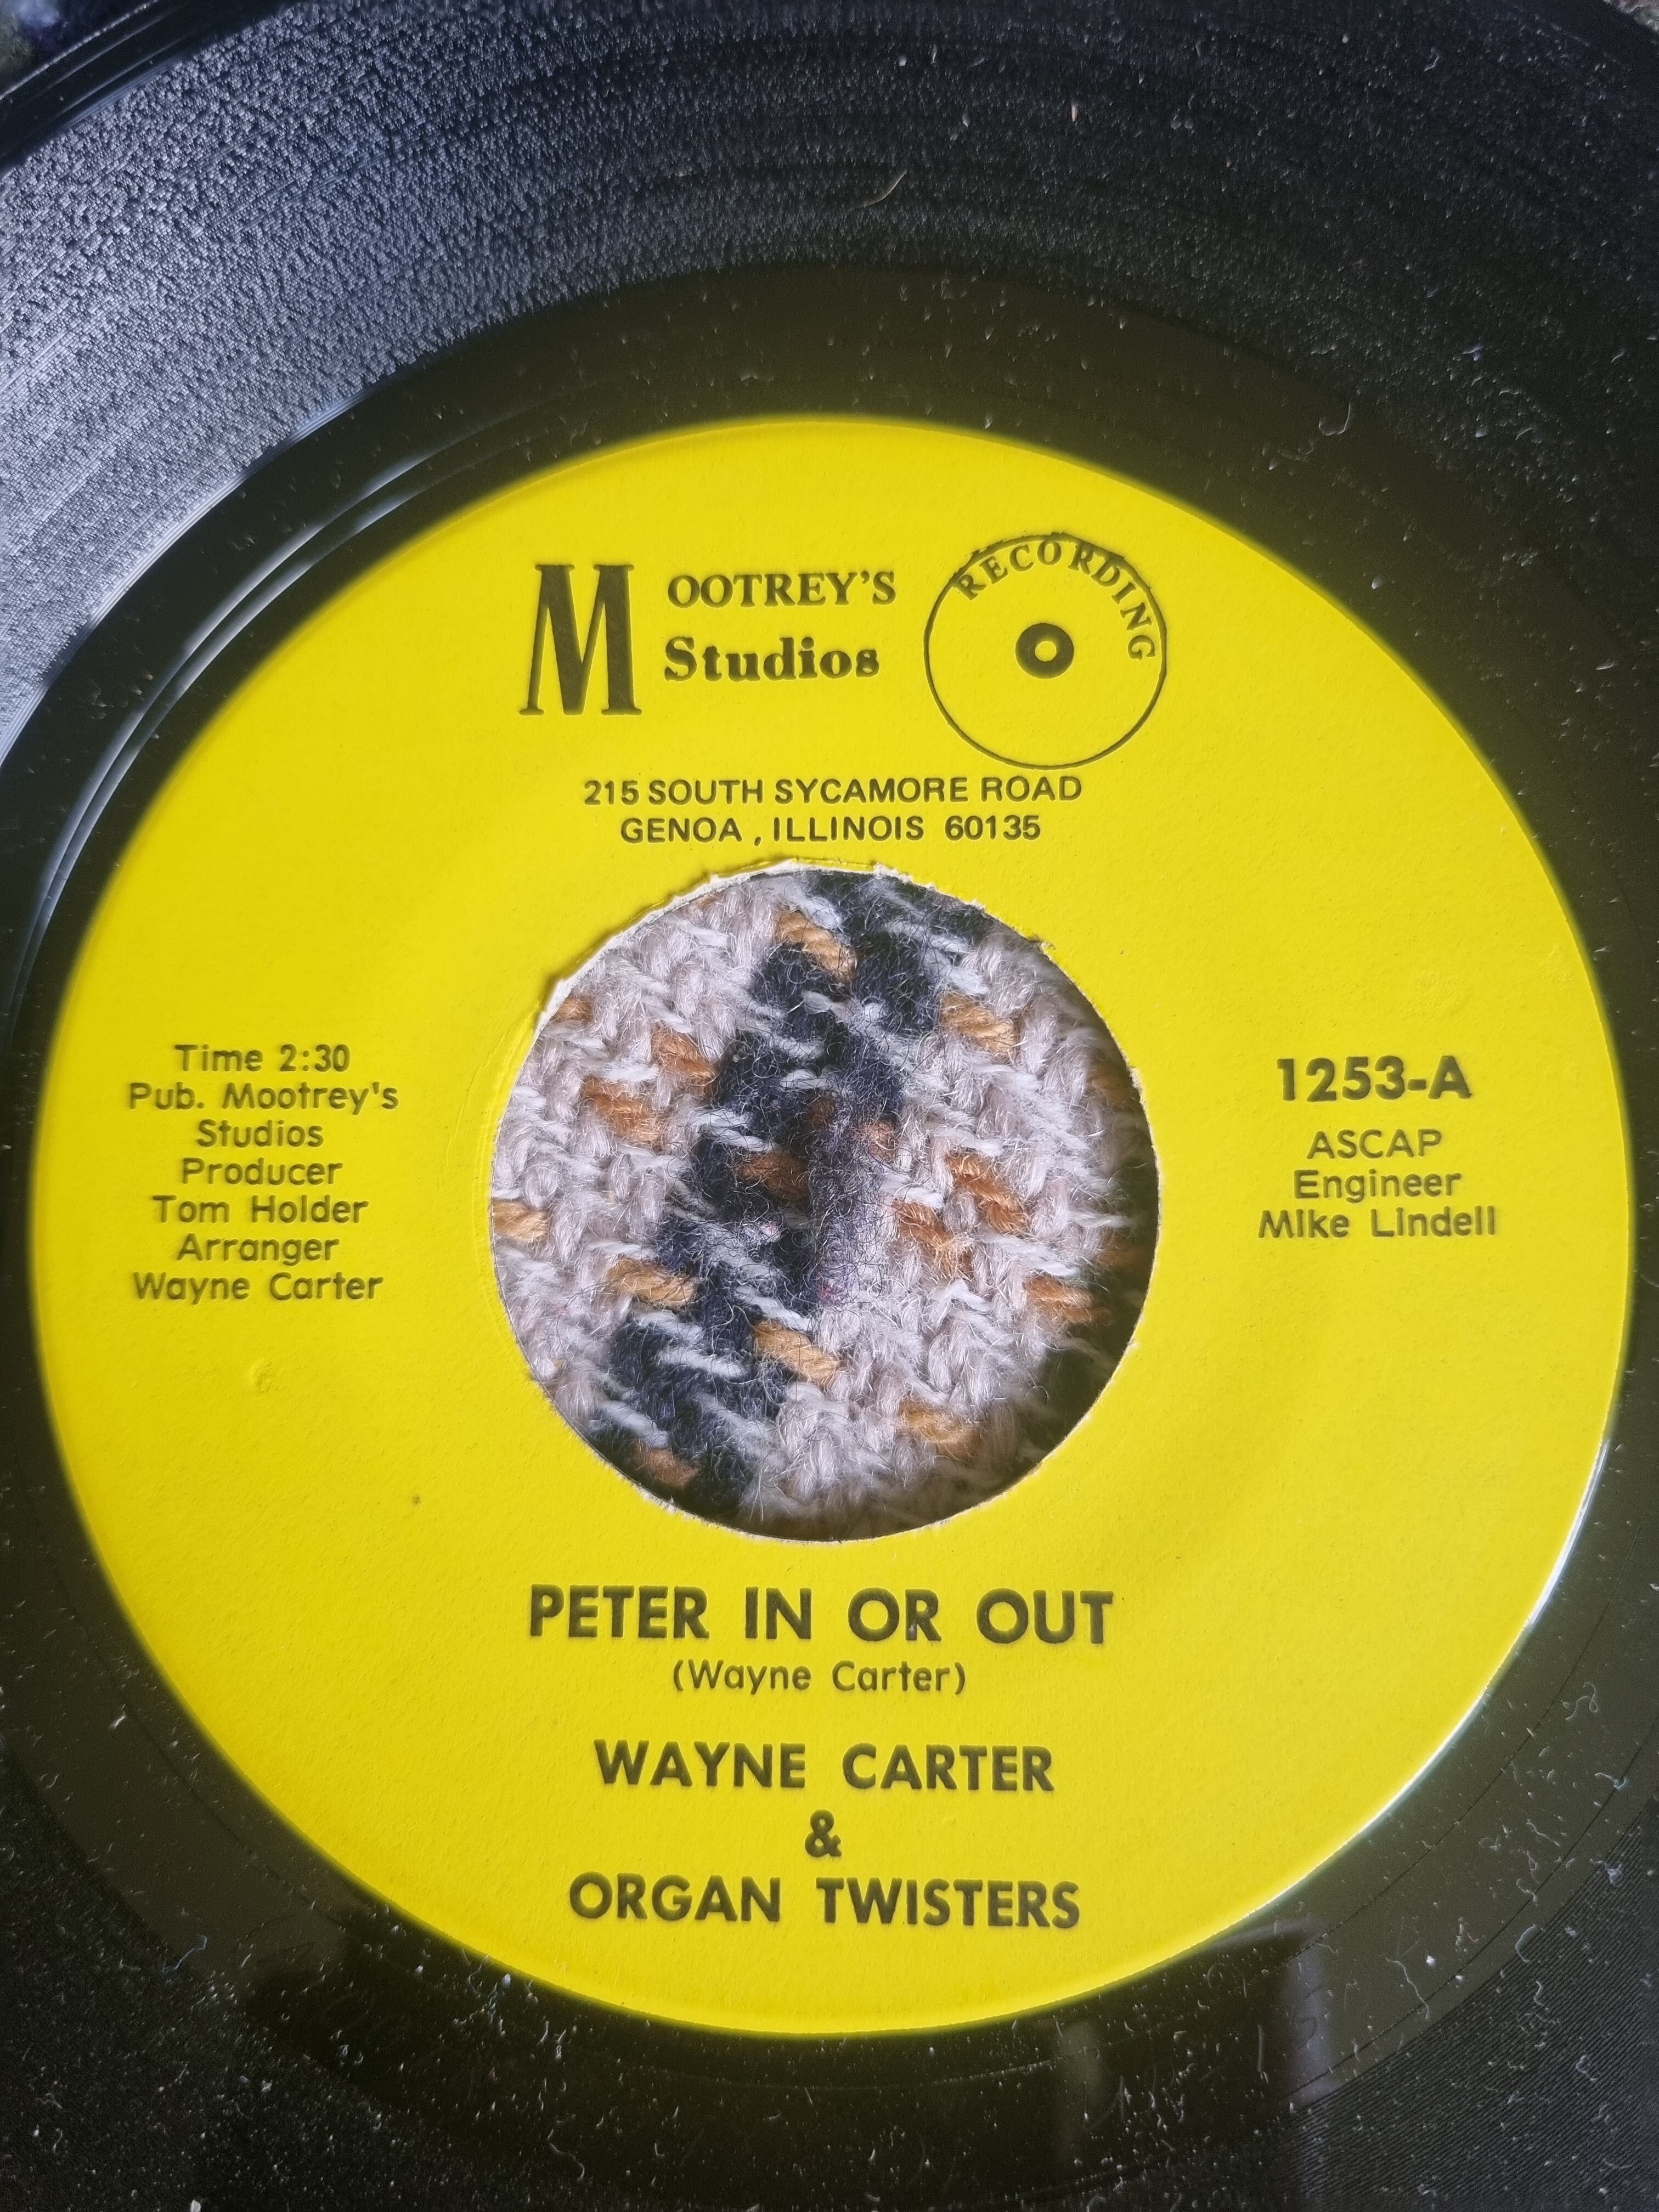 MOOTREY'S
Studios
RECORDING
215 SOUTH SYCAMORE ROAD
GENOA, ILLINOIS 60135
Time 2:30
Pub. Mootrey's
Studios
Producer
Tom Holder
Arranger
Wayne Carter
1253-A
ASCAP
Engineer
Mike Lindell
PETER IN OR OUT
(Wayne Carter)
WAYNE CARTER
&
ORGAN TWISTERS